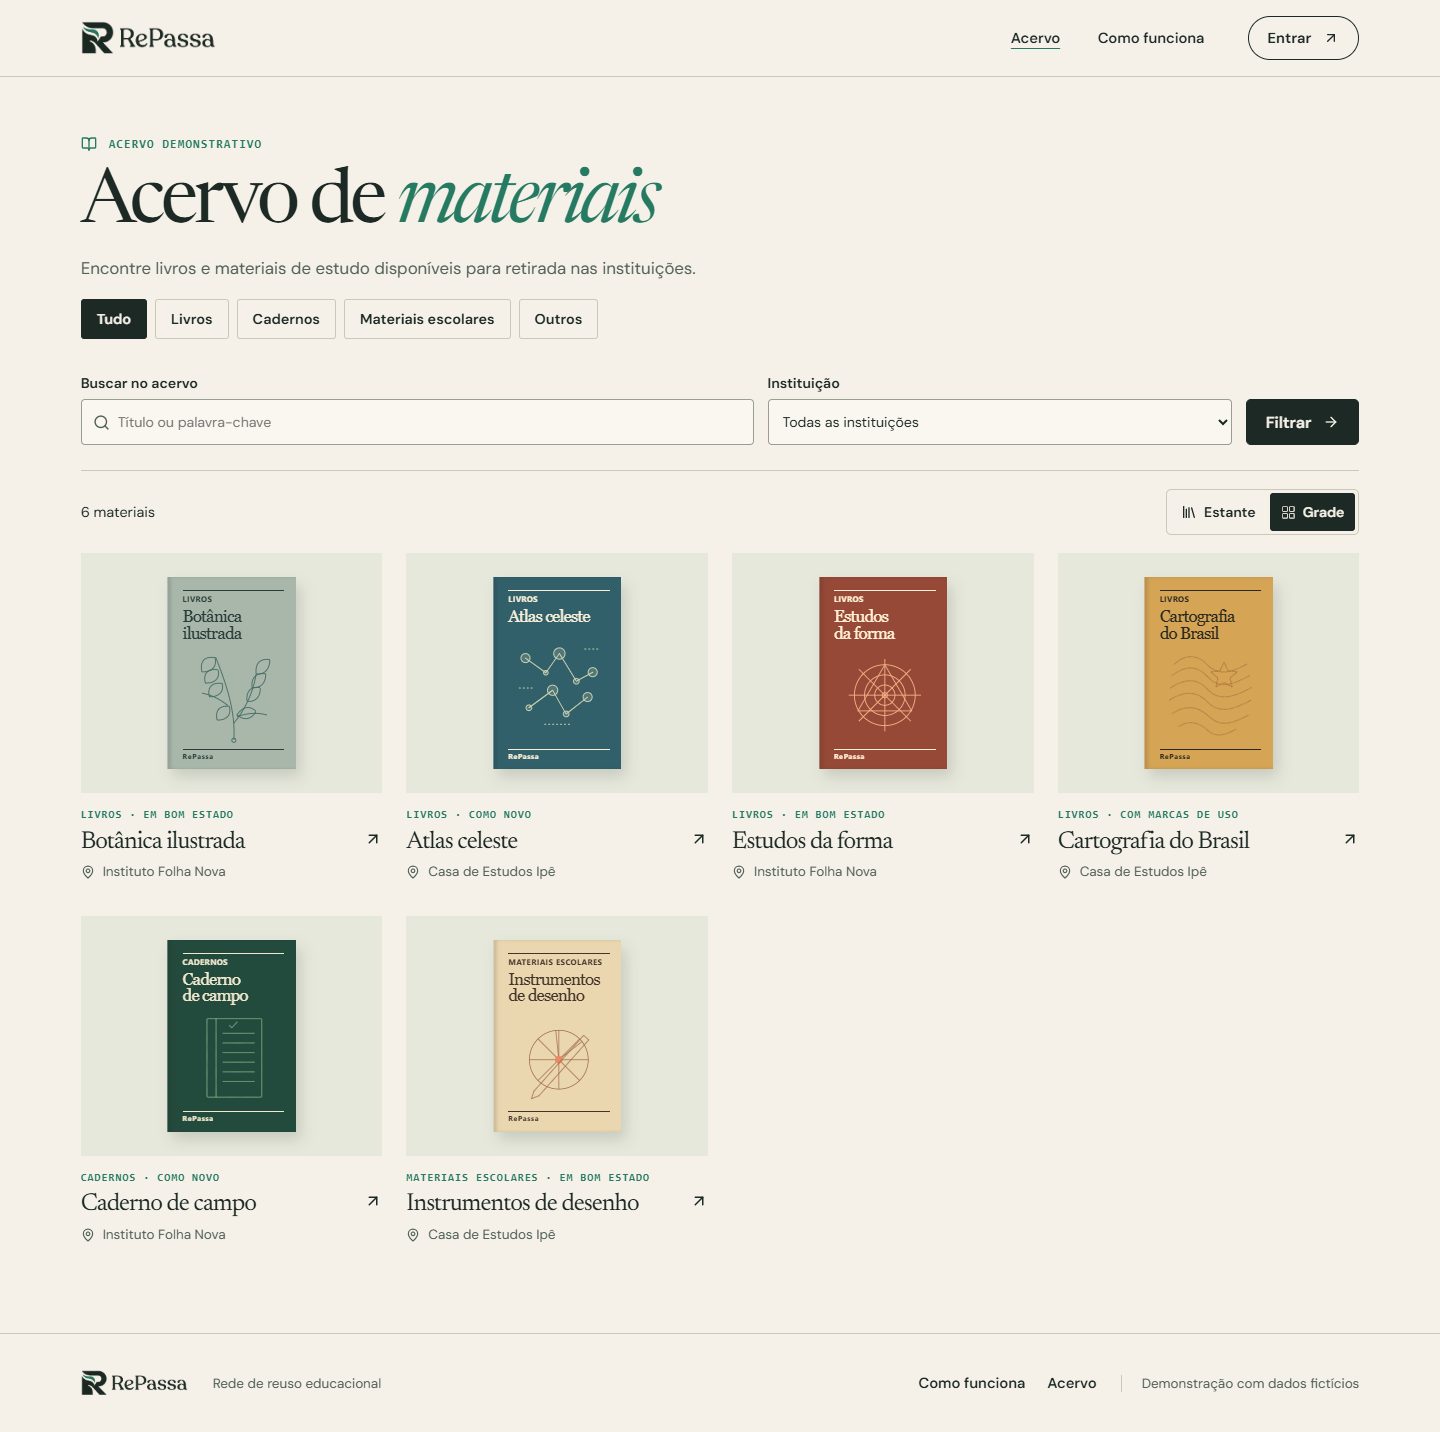 RePassa
Acervo
Como funciona
Entrar
ACERVO DEMONSTRATIVO
Acervo de materiais
Encontre livros e materiais de estudo disponíveis para retirada nas instituições.
Tudo
Livros
Cadernos
Materiais escolares
Outros
Buscar no acervo
Instituição
Título ou palavra-chave
Todas as instituições
Filtrar
6 materiais
Estante
Grade
LIVROS
Botânica
ilustrada
RePassa
LIVROS
Atlas celeste
RePassa
LIVROS
Estudos
da forma
RePassa
LIVROS
Cartografia
do Brasil
RePassa
LIVROS · EM BOM ESTADO
Botânica ilustrada
Instituto Folha Nova
LIVROS · COMO NOVO
Atlas celeste
Casa de Estudos Ipê
LIVROS · EM BOM ESTADO
Estudos da forma
Instituto Folha Nova
LIVROS · COM MARCAS DE USO
Cartografia do Brasil
Casa de Estudos Ipê
CADERNOS
Caderno
de campo
RePassa
MATERIAIS ESCOLARES
Instrumentos
de desenho
RePassa
CADERNOS · COMO NOVO
Caderno de campo
Instituto Folha Nova
MATERIAIS ESCOLARES · EM BOM ESTADO
Instrumentos de desenho
Casa de Estudos Ipê
RePassa
Rede de reuso educacional
Como funciona
Acervo
Demonstração com dados fictícios